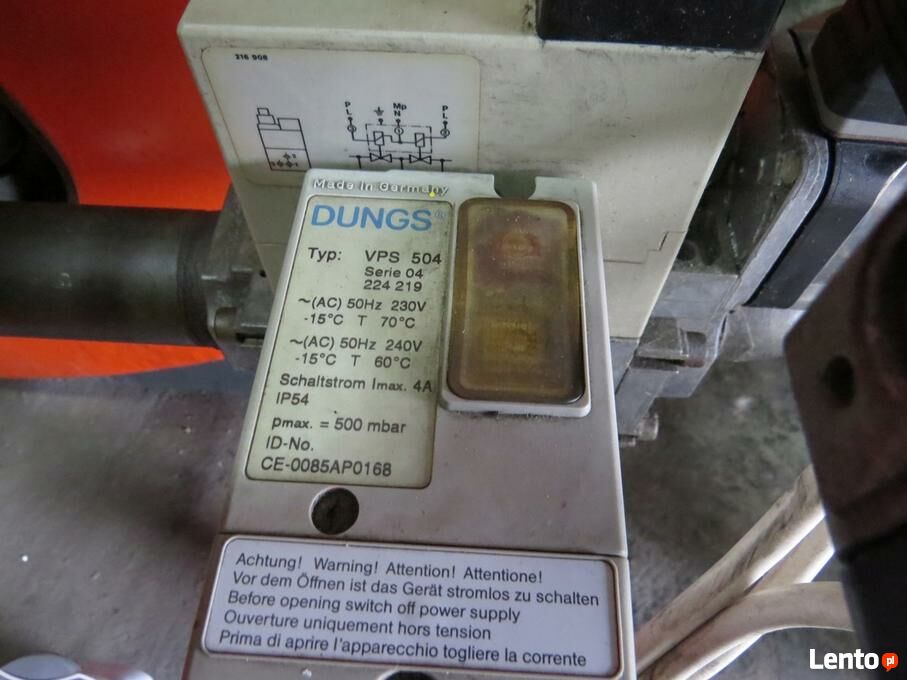 216 908
P L
Mp N
P L
Made in Germany
DUNGS®
Typ: VPS 504
Serie 04
224 219
~(AC) 50Hz 230V
-15°C T 70°C
~(AC) 50Hz 240V
-15°C T 60°C
Schaltstrom Imax. 4A
IP54
pmax. = 500 mbar
ID-No.
CE-0085AP0168
Achtung! Warning! Attention! Attentione!
Vor dem Öffnen ist das Gerät stromlos zu schalten
Before opening switch off power supply
Ouverture uniquement hors tension
Prima di aprire l'apparecchio togliere la corrente
Lento.pl